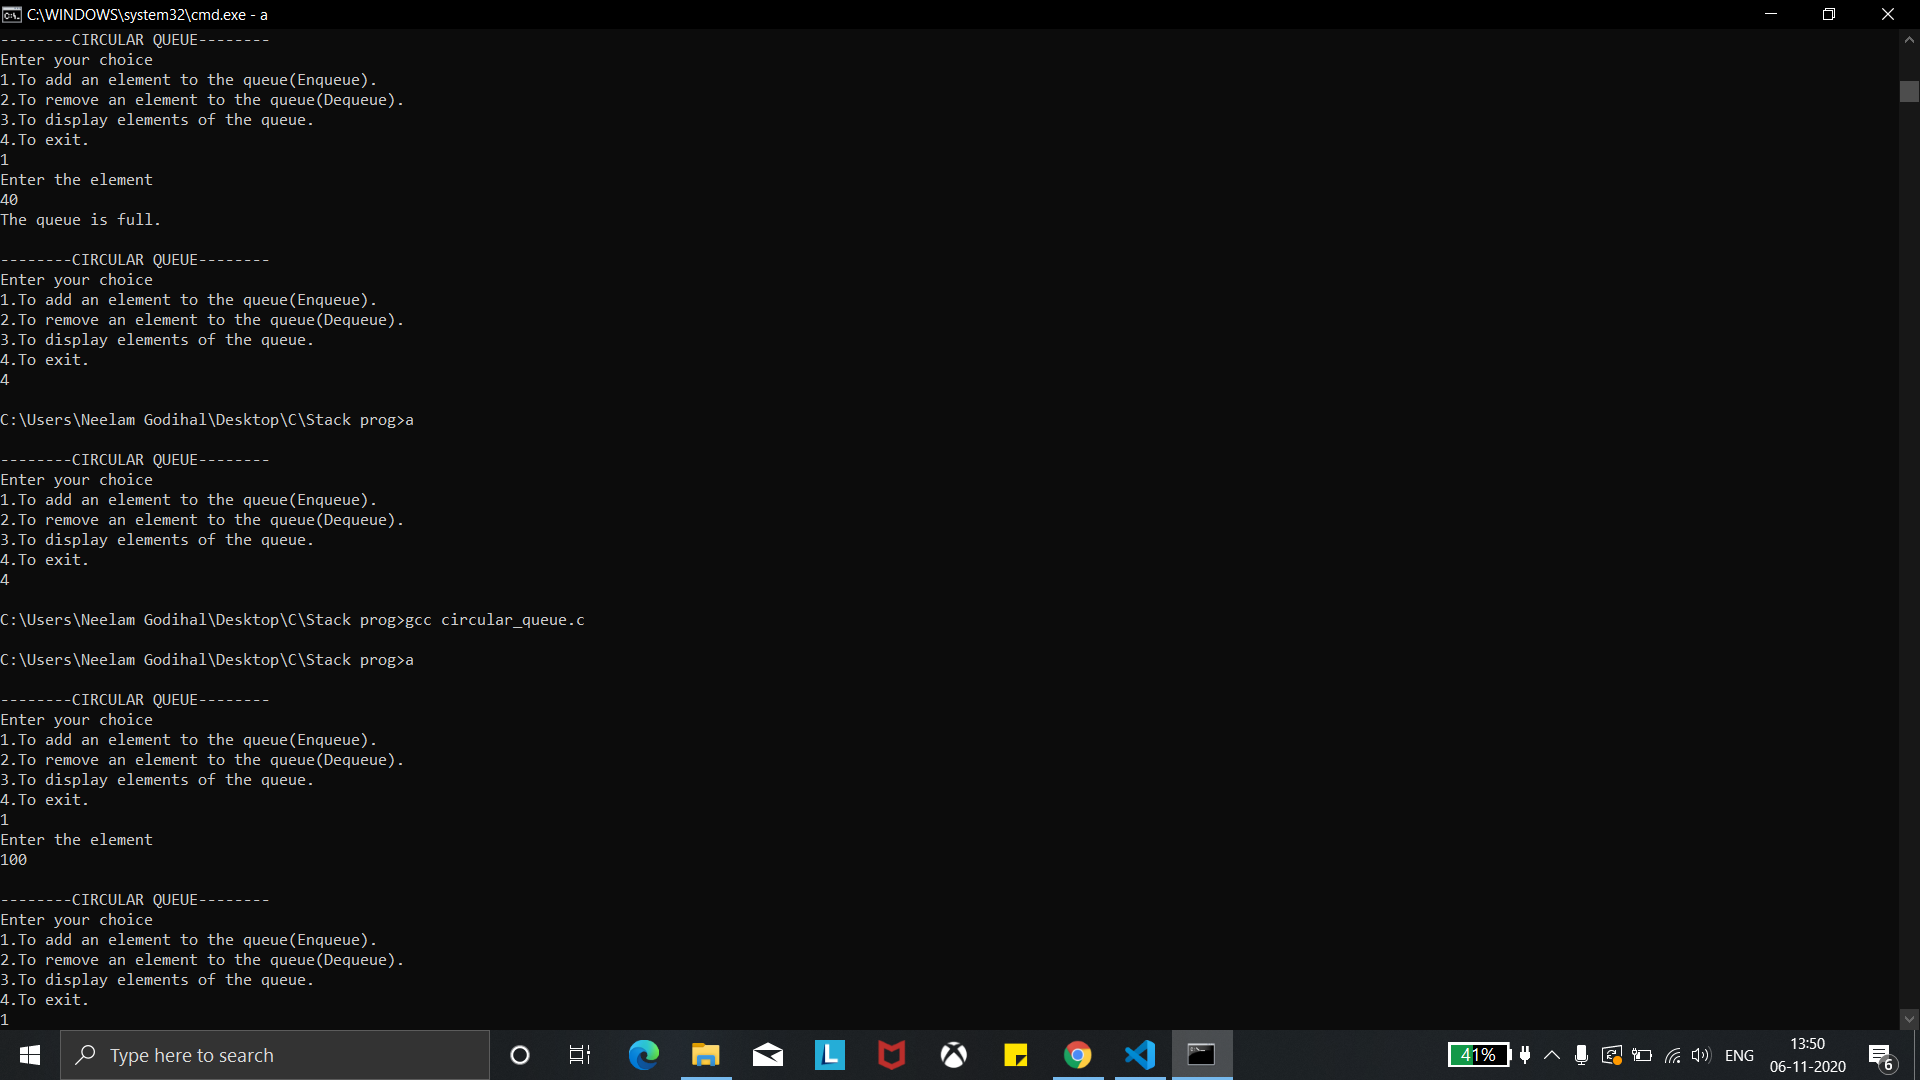 C:\WINDOWS\system32\cmd.exe - a
--------CIRCULAR QUEUE--------
Enter your choice
1.To add an element to the queue(Enqueue).
2.To remove an element to the queue(Dequeue).
3.To display elements of the queue.
4.To exit.
1
Enter the element
40
The queue is full.
--------CIRCULAR QUEUE--------
Enter your choice
1.To add an element to the queue(Enqueue).
2.To remove an element to the queue(Dequeue).
3.To display elements of the queue.
4.To exit.
4
C:\Users\Neelam Godihal\Desktop\C\Stack prog>a
--------CIRCULAR QUEUE--------
Enter your choice
1.To add an element to the queue(Enqueue).
2.To remove an element to the queue(Dequeue).
3.To display elements of the queue.
4.To exit.
4
C:\Users\Neelam Godihal\Desktop\C\Stack prog>gcc circular_queue.c
C:\Users\Neelam Godihal\Desktop\C\Stack prog>a
--------CIRCULAR QUEUE--------
Enter your choice
1.To add an element to the queue(Enqueue).
2.To remove an element to the queue(Dequeue).
3.To display elements of the queue.
4.To exit.
1
Enter the element
100
--------CIRCULAR QUEUE--------
Enter your choice
1.To add an element to the queue(Enqueue).
2.To remove an element to the queue(Dequeue).
3.To display elements of the queue.
4.To exit.
1
Type here to search
L
41%
ENG
13:50
06-11-2020
6